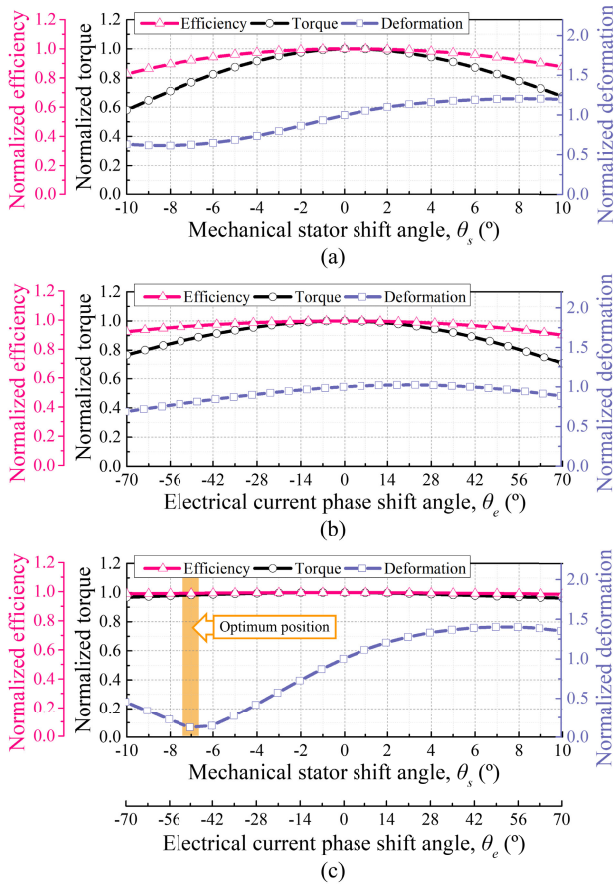 Efficiency Torque Deformation
Normalized efficiency
Normalized torque
Normalized deformation
1.2 1.0 0.8 0.6 0.4 0.2 0.0
1.2 1.0 0.8 0.6 0.4 0.2 0.0
2.0 1.5 1.0 0.5 0.0
-10 -8 -6 -4 -2 0 2 4 6 8 10
Mechanical stator shift angle, θs (º)
(a)
Efficiency Torque Deformation
Normalized efficiency
Normalized torque
Normalized deformation
1.2 1.0 0.8 0.6 0.4 0.2 0.0
1.2 1.0 0.8 0.6 0.4 0.2 0.0
2.0 1.5 1.0 0.5 0.0
-70 -56 -42 -28 -14 0 14 28 42 56 70
Electrical current phase shift angle, θe (º)
(b)
Efficiency Torque Deformation
Normalized efficiency
Normalized torque
Normalized deformation
1.2 1.0 0.8 0.6 0.4 0.2 0.0
1.2 1.0 0.8 0.6 0.4 0.2 0.0
2.0 1.5 1.0 0.5 0.0
Optimum position
-10 -8 -6 -4 -2 0 2 4 6 8 10
Mechanical stator shift angle, θs (º)
-70 -56 -42 -28 -14 0 14 28 42 56 70
Electrical current phase shift angle, θe (º)
(c)